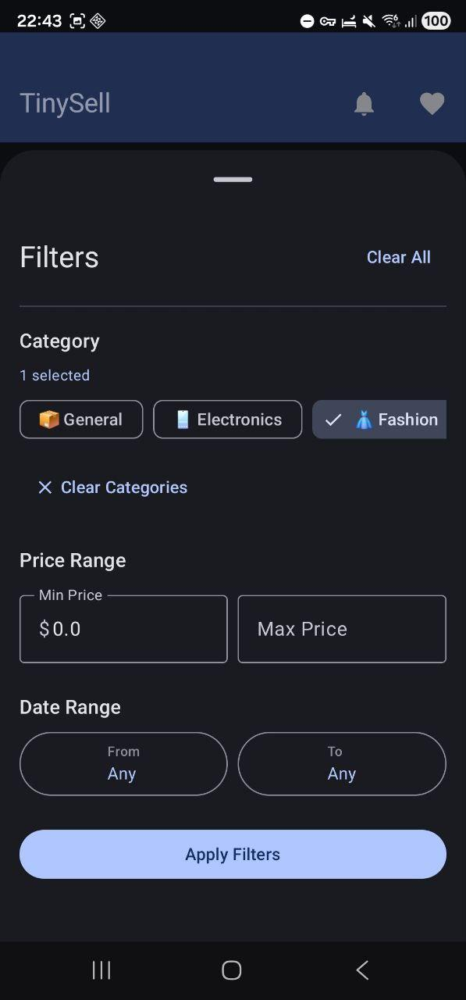 22:43 100
TinySell
Filters Clear All
Category
1 selected
General Electronics Fashion
Clear Categories
Price Range
Min Price
$0.0 Max Price
Date Range
From To
Any Any
Apply Filters